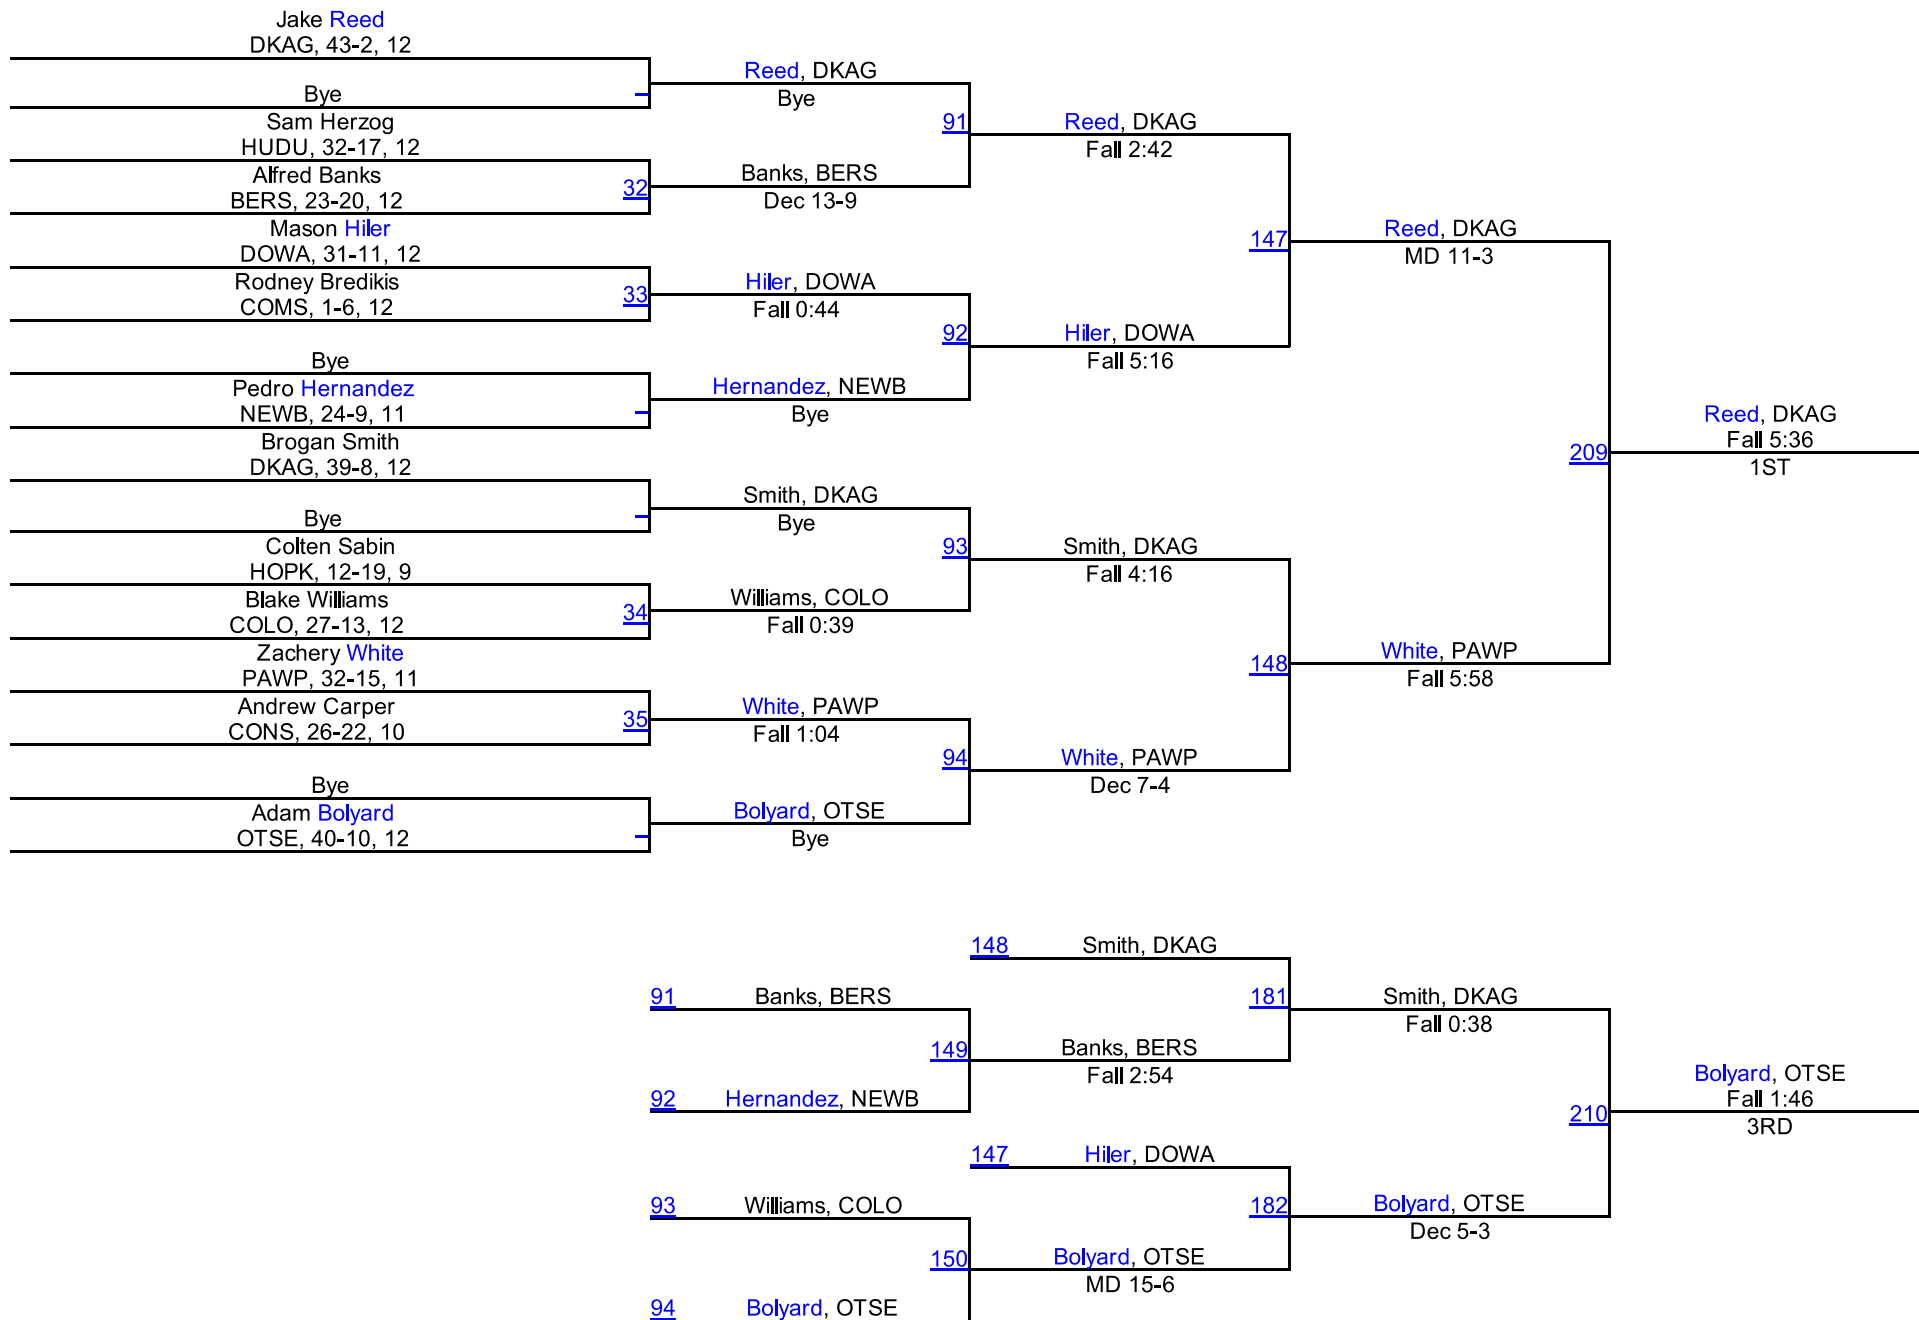 Jake Reed
DKAG, 43-2, 12
Bye
Sam Herzog
HUDU, 32-17, 12
Alfred Banks
BERS, 23-20, 12
32
Mason Hiler
DOWA, 31-11, 12
Rodney Bredikis
COMS, 1-6, 12
33
Bye
Pedro Hernandez
NEWB, 24-9, 11
Brogan Smith
DKAG, 39-8, 12
Bye
Colten Sabin
HOPK, 12-19, 9
Blake Williams
COLO, 27-13, 12
34
Zachery White
PAWP, 32-15, 11
Andrew Carper
CONS, 26-22, 10
35
Bye
Adam Bolyard
OTSE, 40-10, 12
Reed, DKAG
Bye
91
Banks, BERS
Dec 13-9
Hiler, DOWA
Fall 0:44
92
Hernandez, NEWB
Bye
Smith, DKAG
Bye
93
Williams, COLO
Fall 0:39
White, PAWP
Fall 1:04
94
Bolyard, OTSE
Bye
Reed, DKAG
Fall 2:42
147
Hiler, DOWA
Fall 5:16
Smith, DKAG
Fall 4:16
148
White, PAWP
Dec 7-4
Reed, DKAG
MD 11-3
209
White, PAWP
Fall 5:58
Reed, DKAG
Fall 5:36
1ST
148 Smith, DKAG
91 Banks, BERS
149
92 Hernandez, NEWB
181
Banks, BERS
Fall 2:54
147 Hiler, DOWA
93 Williams, COLO
150
94 Bolyard, OTSE
182
Bolyard, OTSE
MD 15-6
Smith, DKAG
Fall 0:38
210
Bolyard, OTSE
Dec 5-3
Bolyard, OTSE
Fall 1:46
3RD